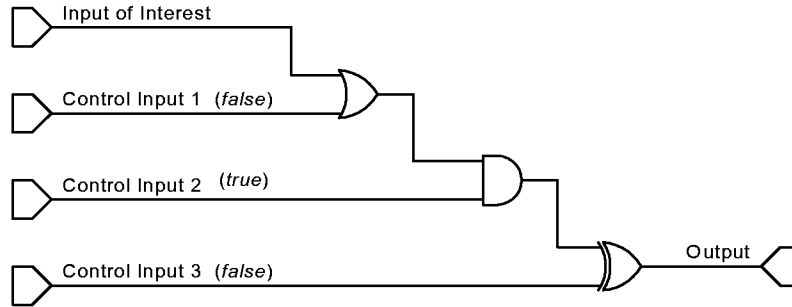 Input of Interest
Control Input 1 (false)
Control Input 2 (true)
Output
Control Input 3 (false)